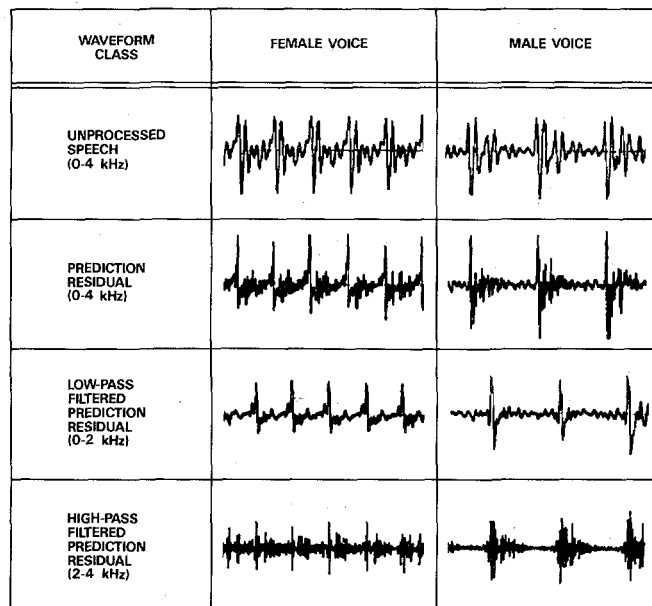 WAVEFORM
CLASS
FEMALE VOICE
MALE VOICE
UNPROCESSED
SPEECH
(0-4 kHz)
PREDICTION
RESIDUAL
(0-4 kHz)
LOW-PASS
FILTERED
PREDICTION
RESIDUAL
(0-2 kHz)
HIGH-PASS
FILTERED
PREDICTION
RESIDUAL
(2-4 kHz)